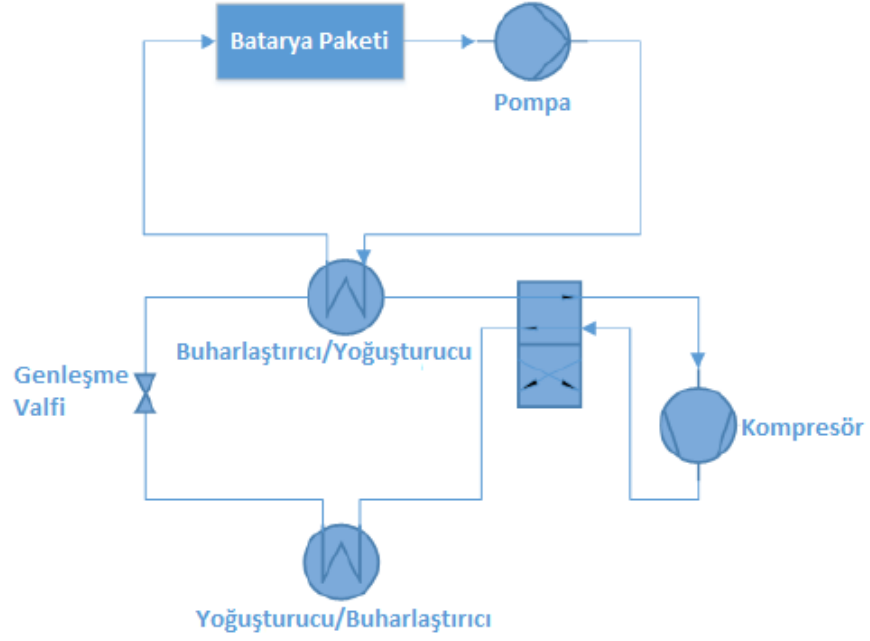 Batarya Paketi
Pompa
Buharlaştırıcı/Yoğuşturucu
Genleşme
Valfi
Kompresör
Yoğuşturucu/Buharlaştırıcı